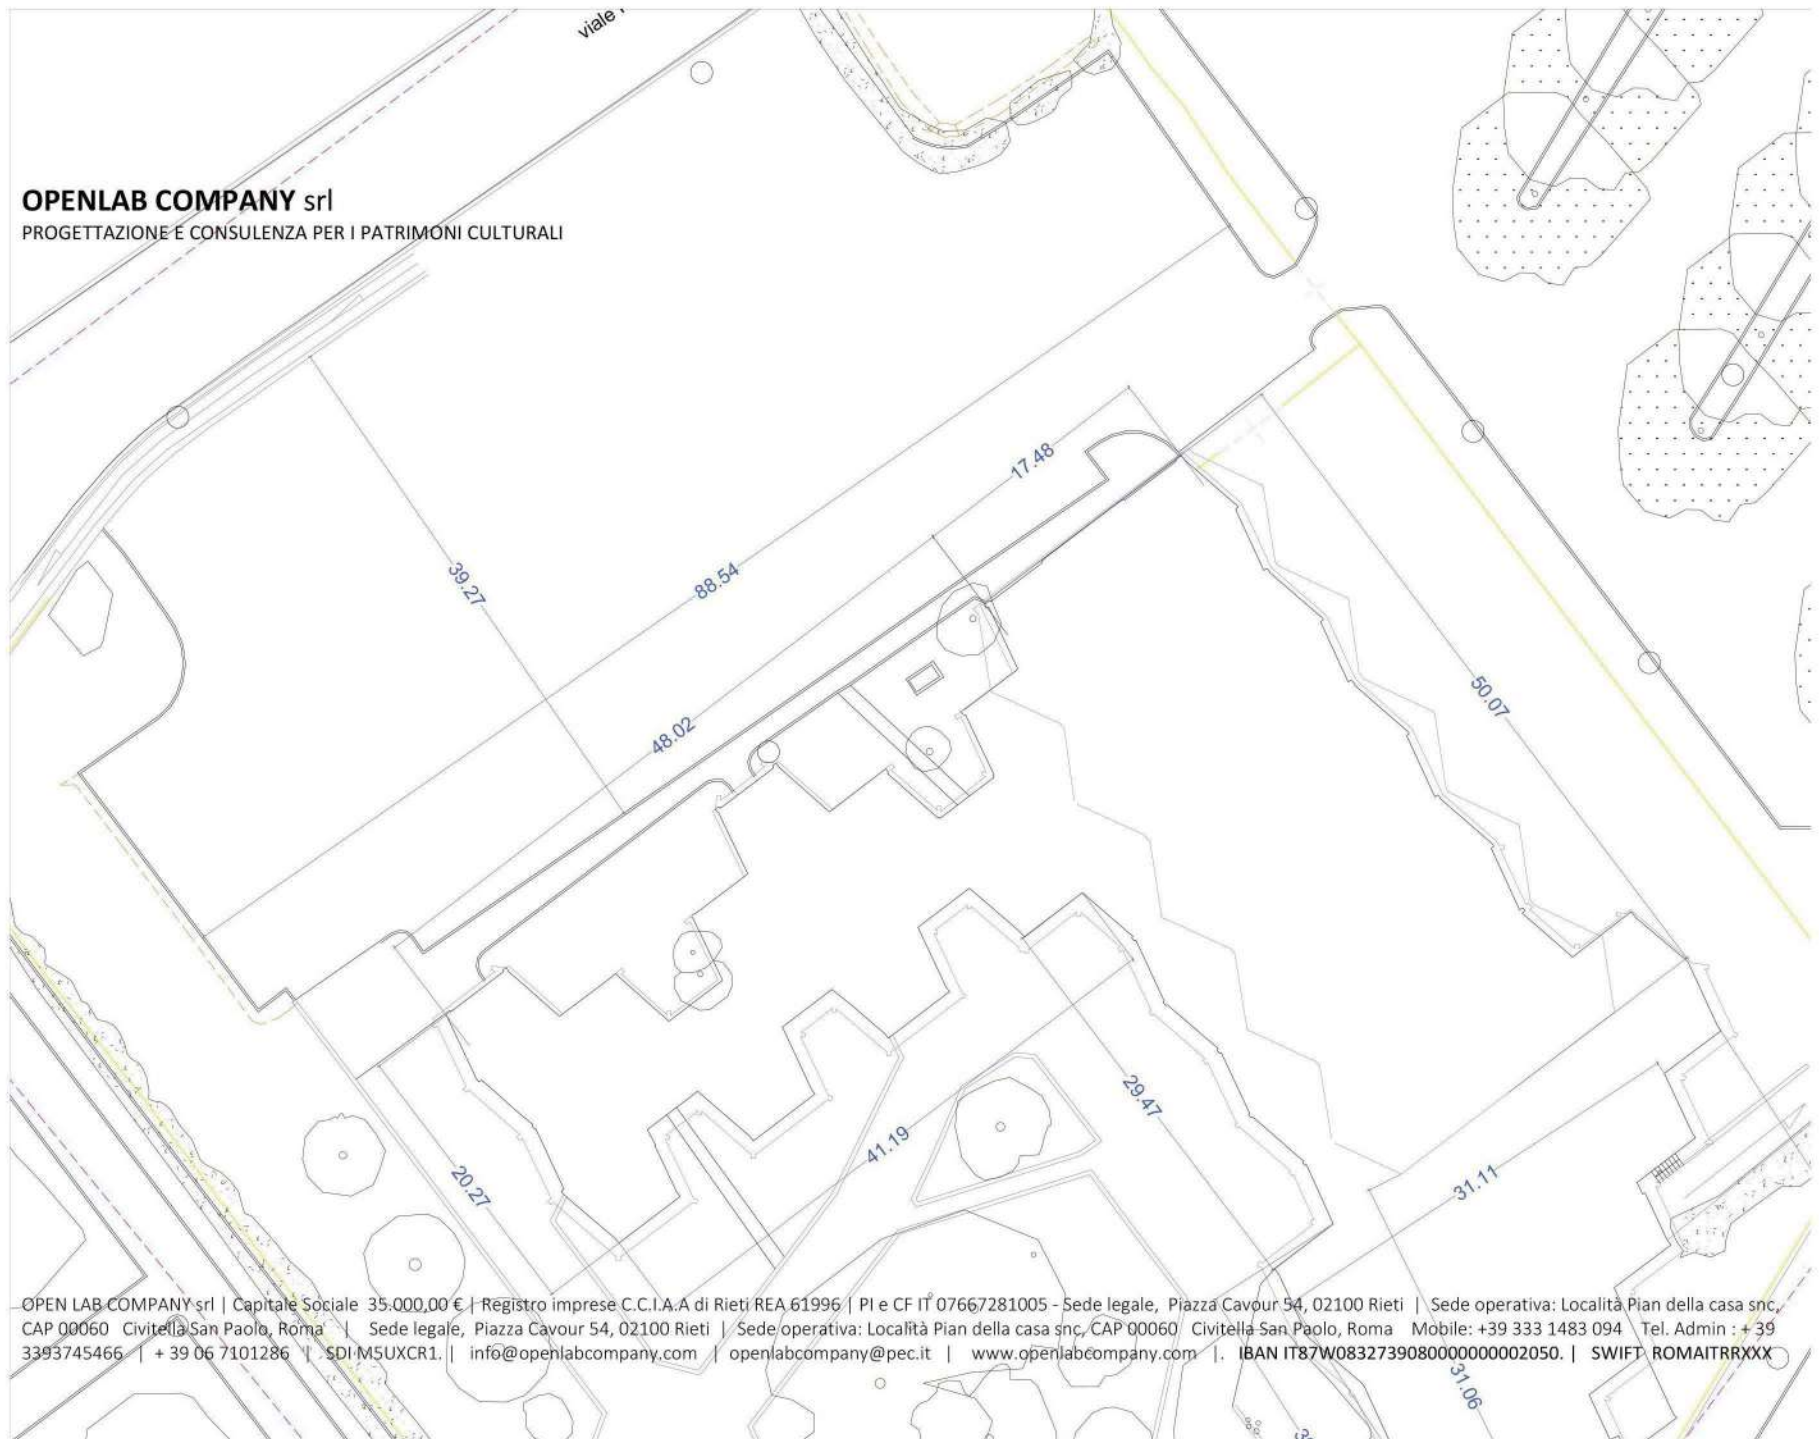 viale
OPENLAB COMPANY srl
PROGETTAZIONE E CONSULENZA PER I PATRIMONI CULTURALI
17.48
39.27
88.54
50.07
48.02
29.47
41.19
20.27
31.11
OPEN LAB COMPANY srl | Capitale Sociale 35.000,00 € | Registro imprese C.C.I.A.A di Rieti REA 61996 | PI e CF IT 07667281005 - Sede legale, Piazza Cavour 54, 02100 Rieti | Sede operativa: Località Pian della casa snc,
CAP 00060 Civitella San Paolo, Roma | Sede legale, Piazza Cavour 54, 02100 Rieti | Sede operativa: Località Pian della casa snc, CAP 00060 Civitella San Paolo, Roma Mobile: +39 333 1483 094 Tel. Admin : + 39
3393745466 | + 39 06 7101286 | SDI M5UXCR1. | info@openlabcompany.com | openlabcompany@pec.it | www.openlabcompany.com |. IBAN IT87W0832739080000000002050. | SWIFT ROMAITRRXXX
31.06